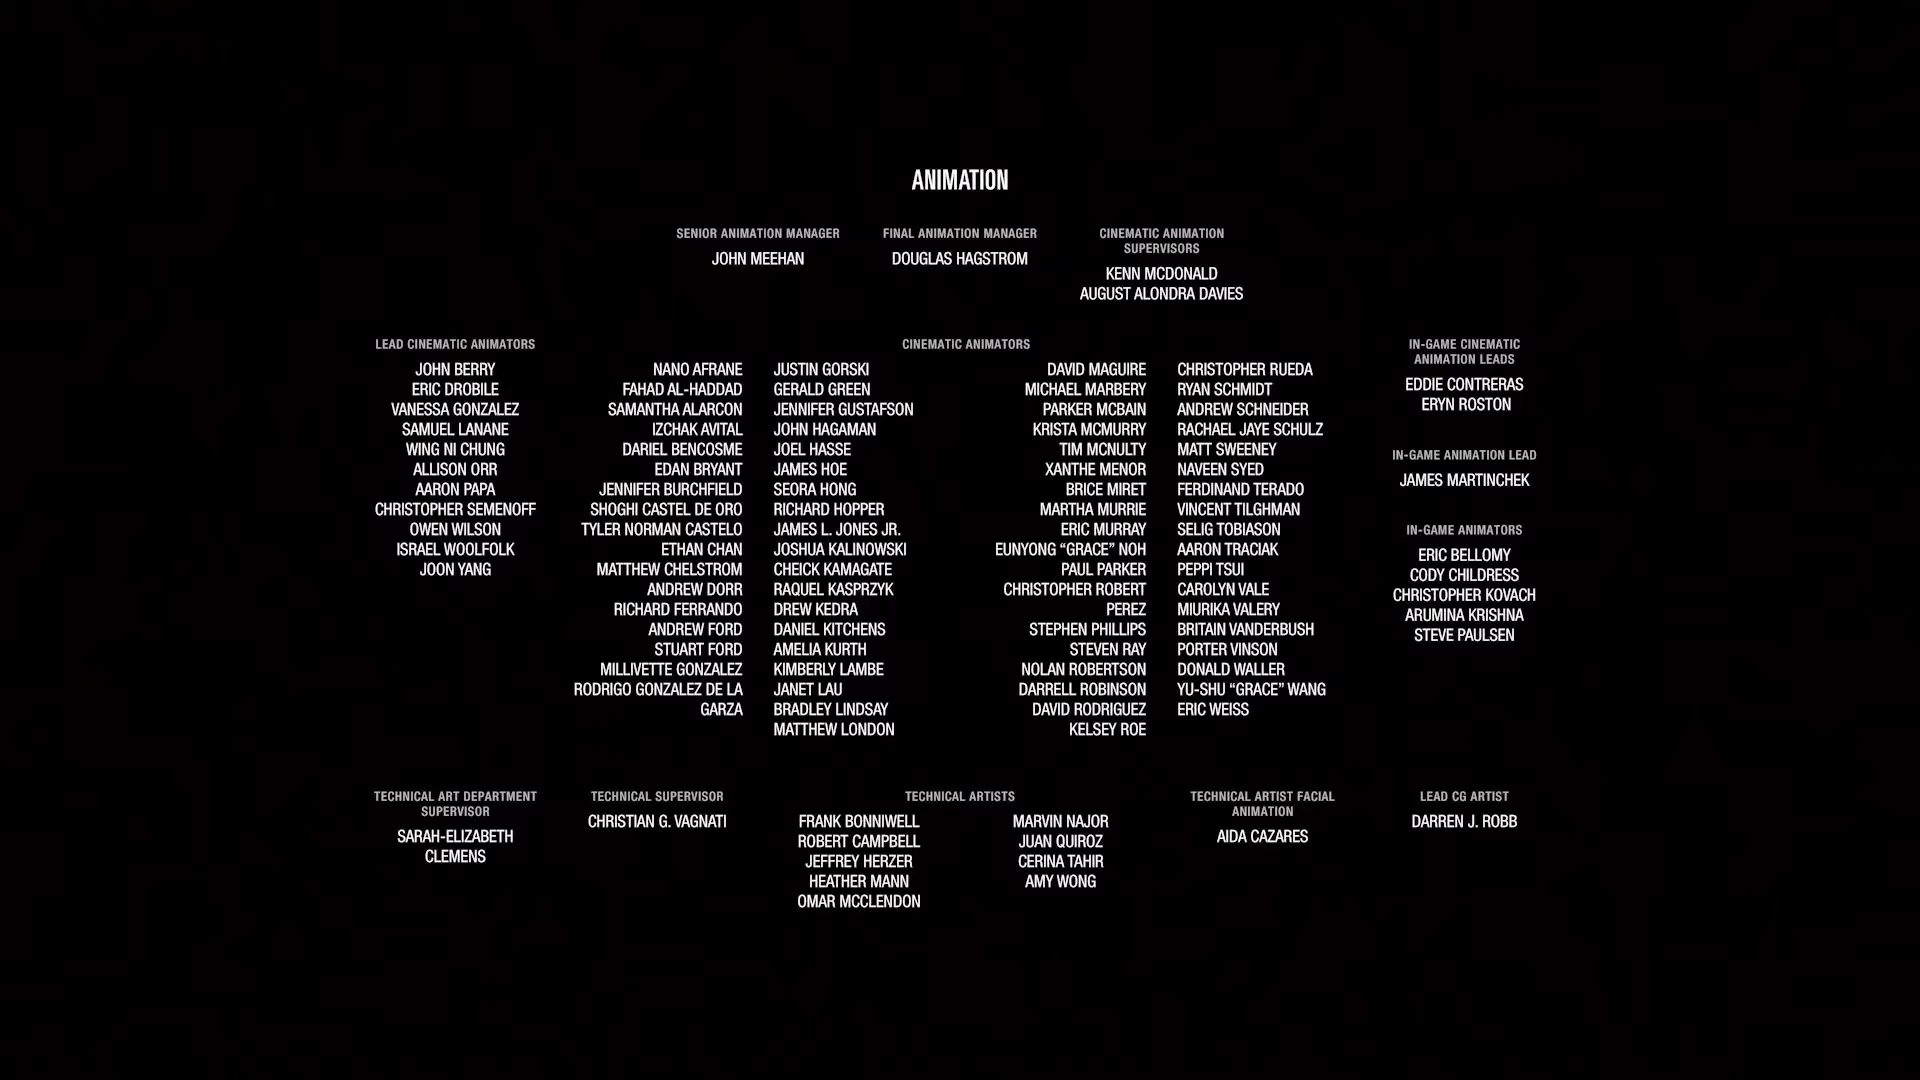 ANIMATION
SENIOR ANIMATION MANAGER
JOHN MEEHAN
FINAL ANIMATION MANAGER
DOUGLAS HAGSTROM
CINEMATIC ANIMATION
SUPERVISORS
KENN MCDONALD
AUGUST ALONDRA DAVIES
LEAD CINEMATIC ANIMATORS
JOHN BERRY
ERIC DROBILE
VANESSA GONZALEZ
SAMUEL LANANE
WING NI CHUNG
ALLISON ORR
AARON PAPA
CHRISTOPHER SEMENOFF
OWEN WILSON
ISRAEL WOOLFOLK
JOON YANG
CINEMATIC ANIMATORS
NANO AFRANE
FAHAD AL-HADDAD
SAMANTHA ALARCON
IZCHAK AVITAL
DARIEL BENCOSME
EDAN BRYANT
JENNIFER BURCHFIELD
SHOGHI CASTEL DE ORO
TYLER NORMAN CASTELO
ETHAN CHAN
MATTHEW CHELSTROM
ANDREW DORR
RICHARD FERRANDO
ANDREW FORD
STUART FORD
MILLIVETTE GONZALEZ
RODRIGO GONZALEZ DE LA
GARZA
JUSTIN GORSKI
GERALD GREEN
JENNIFER GUSTAFSON
JOHN HAGAMAN
JOEL HASSE
JAMES HOE
SEORA HONG
RICHARD HOPPER
JAMES L. JONES JR.
JOSHUA KALINOWSKI
CHEICK KAMAGATE
RAQUEL KASPRZYK
DREW KEDRA
DANIEL KITCHENS
AMELIA KURTH
KIMBERLY LAMBE
JANET LAU
BRADLEY LINDSAY
MATTHEW LONDON
DAVID MAGUIRE
MICHAEL MARBERY
PARKER MCBAIN
KRISTA MCMURRY
TIM MCNULTY
XANTHE MENOR
BRICE MIRET
MARTHA MURRIE
ERIC MURRAY
EUNYONG “GRACE” NOH
PAUL PARKER
CHRISTOPHER ROBERT
PEREZ
STEPHEN PHILLIPS
STEVEN RAY
NOLAN ROBERTSON
DARRELL ROBINSON
DAVID RODRIGUEZ
KELSEY ROE
CHRISTOPHER RUEDA
RYAN SCHMIDT
ANDREW SCHNEIDER
RACHAEL JAYE SCHULZ
MATT SWEENEY
NAVEEN SYED
FERDINAND TERADO
VINCENT TILGHMAN
SELIG TOBIASON
AARON TRACIAK
PEPPI TSUI
CAROLYN VALE
MIURIKA VALERY
BRITAIN VANDERBUSH
PORTER VINSON
DONALD WALLER
YU-SHU “GRACE” WANG
ERIC WEISS
IN-GAME CINEMATIC
ANIMATION LEADS
EDDIE CONTRERAS
ERYN ROSTON
IN-GAME ANIMATION LEAD
JAMES MARTINCHEK
IN-GAME ANIMATORS
ERIC BELLOMY
CODY CHILDRESS
CHRISTOPHER KOVACH
ARUMINA KRISHNA
STEVE PAULSEN
TECHNICAL ART DEPARTMENT
SUPERVISOR
SARAH-ELIZABETH
CLEMENS
TECHNICAL SUPERVISOR
CHRISTIAN G. VAGNATI
TECHNICAL ARTISTS
FRANK BONNIWELL
ROBERT CAMPBELL
JEFFREY HERZER
HEATHER MANN
OMAR MCCLENDON
MARVIN NAJOR
JUAN QUIROZ
CERINA TAHIR
AMY WONG
TECHNICAL ARTIST FACIAL
ANIMATION
AIDA CAZARES
LEAD CG ARTIST
DARREN J. ROBB